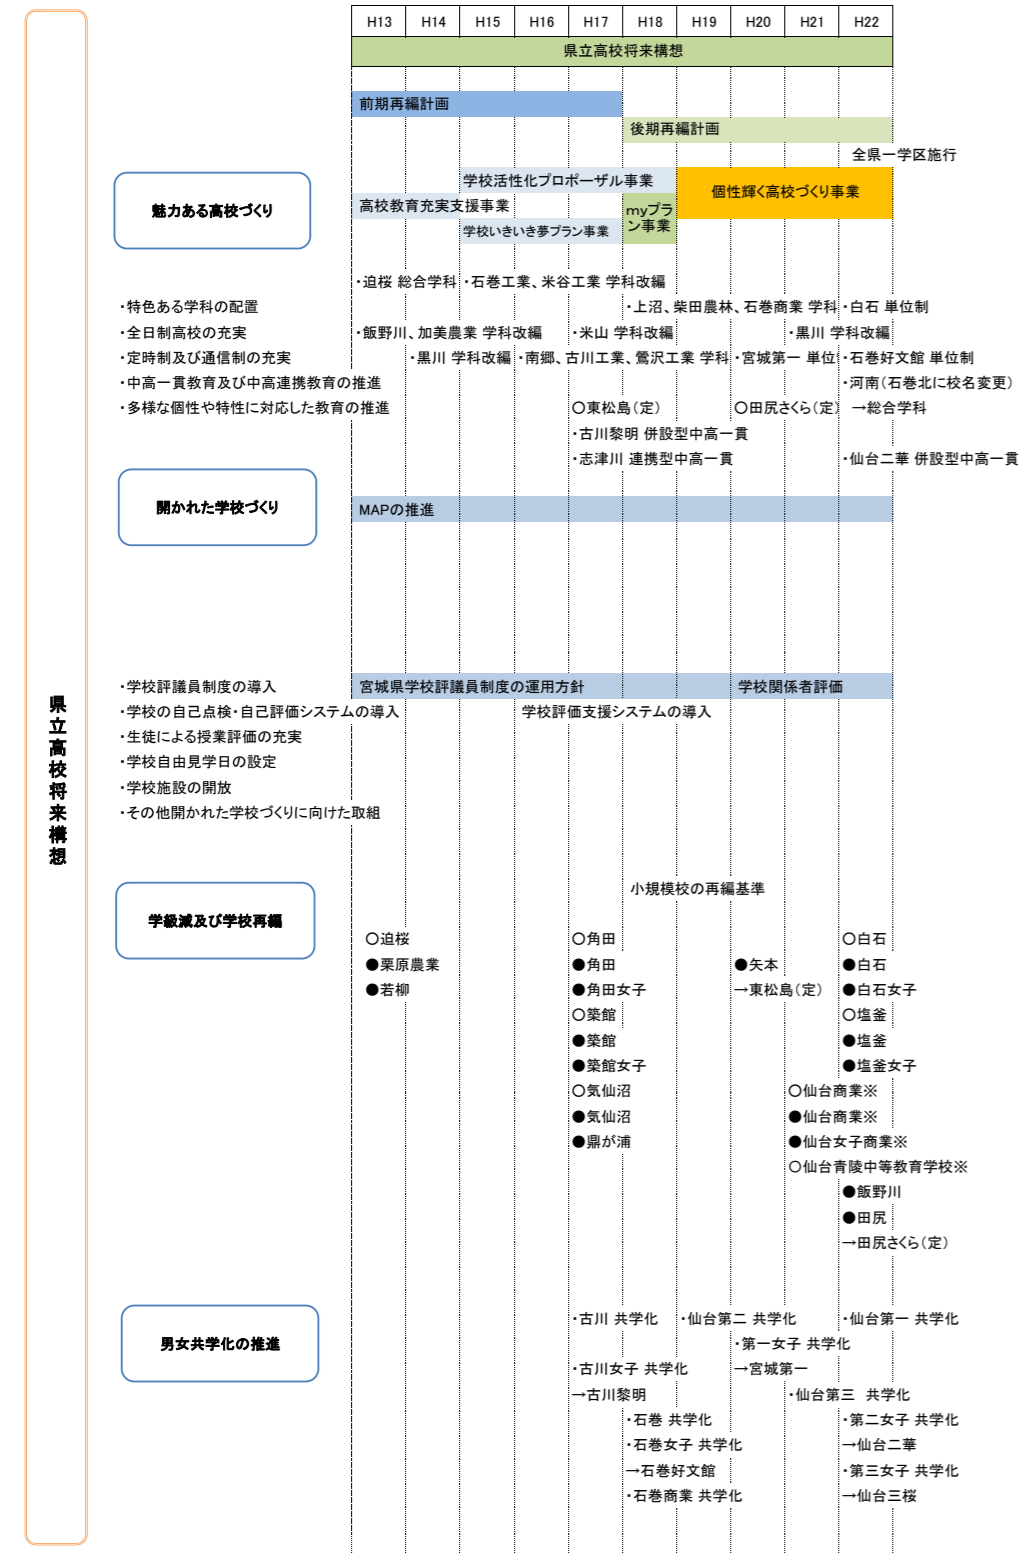 H13 H14 H15 H16 H17 H18 H19 H20 H21 H22
県立高校将来構想
前期再編計画
後期再編計画
全県一学区施行
学校活性化プロポーザル事業
個性輝く高校づくり事業
魅力ある高校づくり
高校教育充実支援事業
myプラン事業
学校いきいき夢プラン事業
・迫桜 総合学科 ・石巻工業、米谷工業 学科改編
・特色ある学科の配置 ・上沼、柴田農林、石巻商業 学科 ・白石 単位制
・全日制高校の充実 ・飯野川、加美農業 学科改編 ・米山 学科改編 ・黒川 学科改編
・定時制及び通信制の充実 ・黒川 学科改編 ・南郷、古川工業、鶯沢工業 学科 ・宮城第一 単位 ・石巻好文館 単位制
・中高一貫教育及び中高連携教育の推進 ・河南（石巻北に校名変更）
・多様な個性や特性に対応した教育の推進 〇東松島（定） 〇田尻さくら（定） →総合学科
・古川黎明 併設型中高一貫
・志津川 連携型中高一貫 ・仙台二華 併設型中高一貫
開かれた学校づくり
MAPの推進
県立高校将来構想
・学校評議員制度の導入 宮城県学校評議員制度の運用方針 学校関係者評価
・学校の自己点検・自己評価システムの導入 学校評価支援システムの導入
・生徒による授業評価の充実
・学校自由見学日の設定
・学校施設の開放
・その他開かれた学校づくりに向けた取組
小規模校の再編基準
学級減及び学校再編
〇迫桜 〇角田 〇白石
●栗原農業 ●角田 ●矢本 ●白石
●若柳 ●角田女子 →東松島（定） ●白石女子
〇築館 〇塩釜
●築館 ●塩釜
●築館女子 ●塩釜女子
〇気仙沼 〇仙台商業※
●気仙沼 ●仙台商業※
●鼎が浦 ●仙台女子商業※
〇仙台青陵中等教育学校※
●飯野川
●田尻
→田尻さくら（定）
・古川 共学化 ・仙台第二 共学化 ・仙台第一 共学化
男女共学化の推進 ・第一女子 共学化
・古川女子 共学化 →宮城第一
→古川黎明 ・仙台第三 共学化
・石巻 共学化 ・第二女子 共学化
・石巻女子 共学化 →仙台二華
→石巻好文館 ・第三女子 共学化
・石巻商業 共学化 →仙台三桜